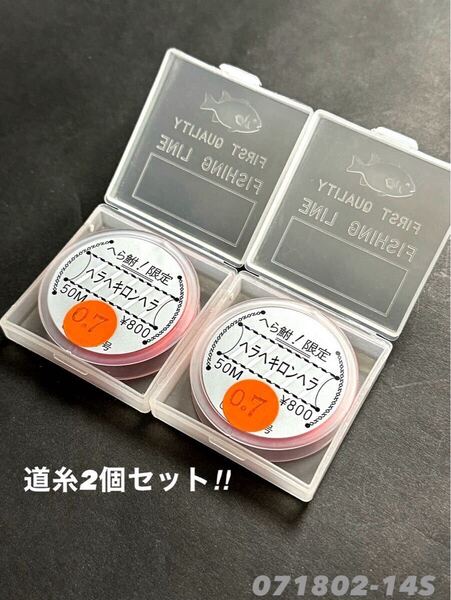 FIRST QUALITY
FISHING LINE
FIRST QUALITY
FISHING LINE
へら鮒/限定
ヘラヘキロンヘラ
50M ¥800
0.7
号
へら鮒/限定
ヘラヘキロンヘラ
50M ¥800
0.7
号
道糸2個セット!!
071802-14S